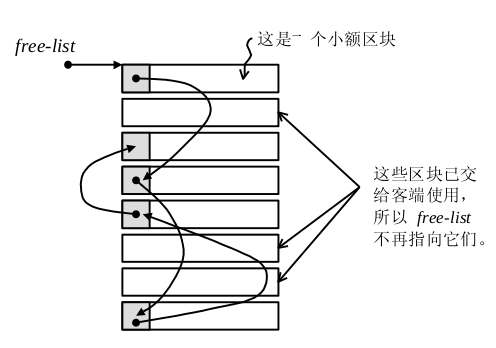 这是一个小额区块
free-list
这些区块已交
给客端使用，
所以 free-list
不再指向它们。